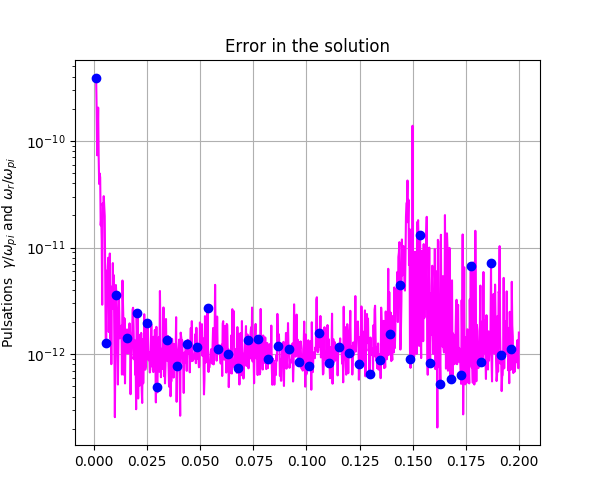 Error in the solution
Pulsations γ/ω_pi and ω_r/ω_pi
10⁻¹⁰
10⁻¹¹
10⁻¹²
0.000 0.025 0.050 0.075 0.100 0.125 0.150 0.175 0.200